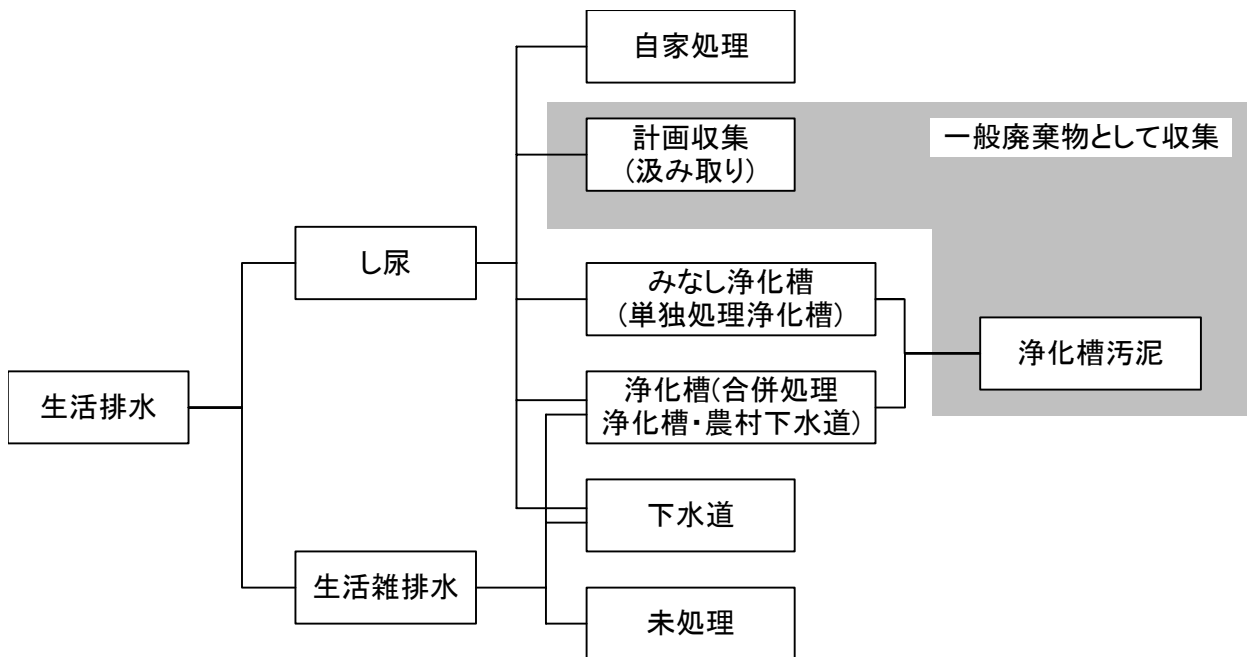 自家処理
計画収集
(汲み取り)
一般廃棄物として収集
し尿
みなし浄化槽
(単独処理浄化槽)
浄化槽汚泥
生活排水
浄化槽(合併処理
浄化槽・農村下水道)
下水道
生活雑排水
未処理